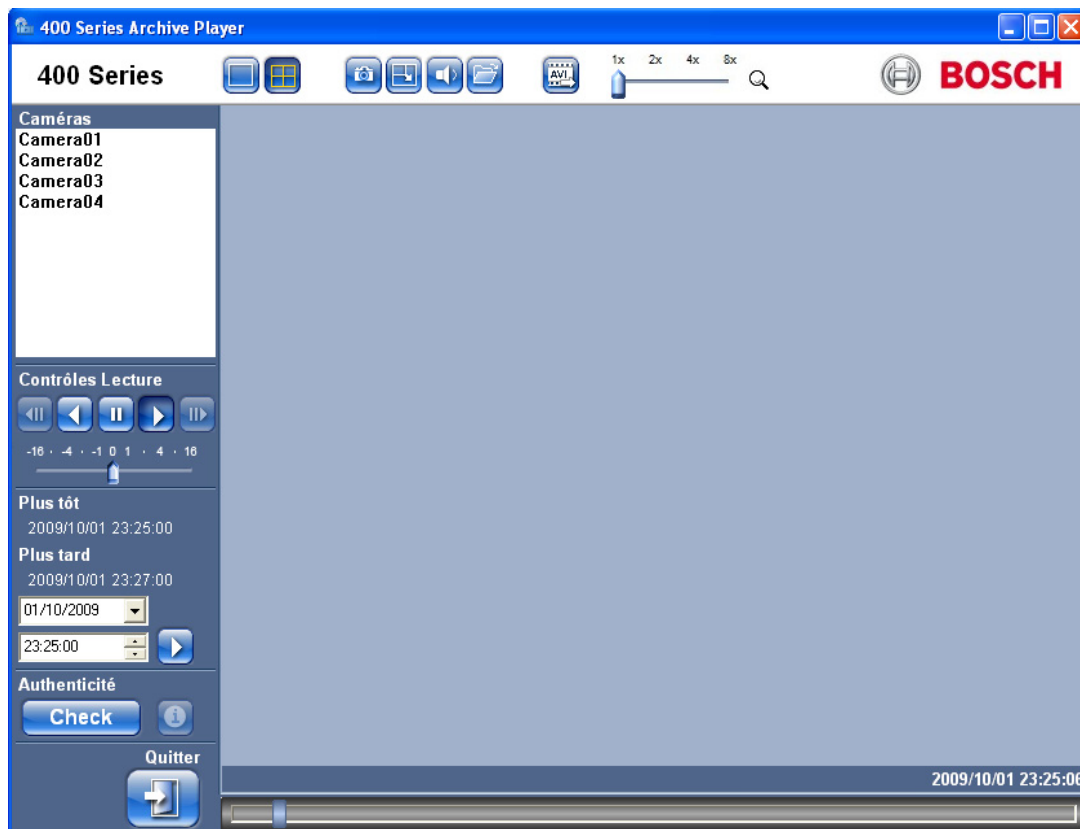 400 Series Archive Player
400 Series
AVI
1x 2x 4x 8x
BOSCH
Caméras
Camera01
Camera02
Camera03
Camera04
Contrôles Lecture
-16 · -4 · -1 0 1 · 4 · 16
Plus tôt
2009/10/01 23:25:00
Plus tard
2009/10/01 23:27:00
01/10/2009
23:25:00
Authenticité
Check
Quitter
2009/10/01 23:25:06